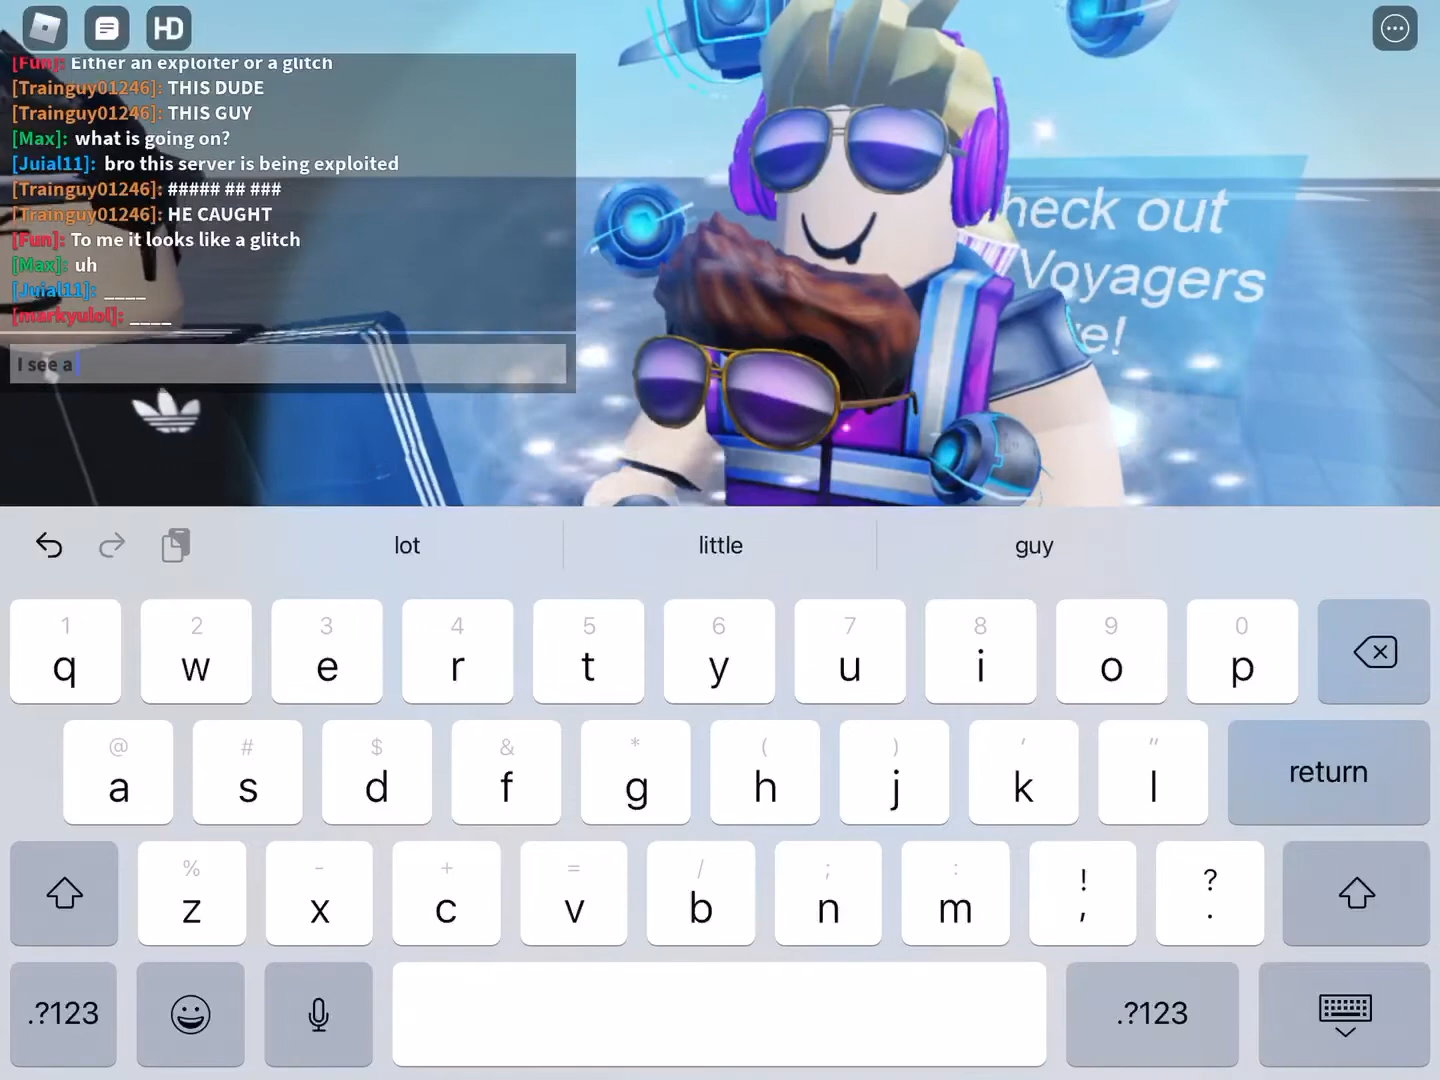 HD
[Fun]: Either an exploiter or a glitch
[Trainguy01246]: THIS DUDE
[Trainguy01246]: THIS GUY
[Max]: what is going on?
[Juial11]: bro this server is being exploited
[Trainguy01246]: ##### ## ###
[Trainguy01246]: HE CAUGHT
[Fun]: To me it looks like a glitch
[Max]: uh
[Juial11]: ____
[markyulol]: ____
I see a
heck out
Voyagers
e!
lot little guy
1 2 3 4 5 6 7 8 9 0
q w e r t y u i o p
@ # $ & * ( ) ' "
a s d f g h j k l return
% - + = / ; : ! ?
z x c v b n m , .
.?123 .?123